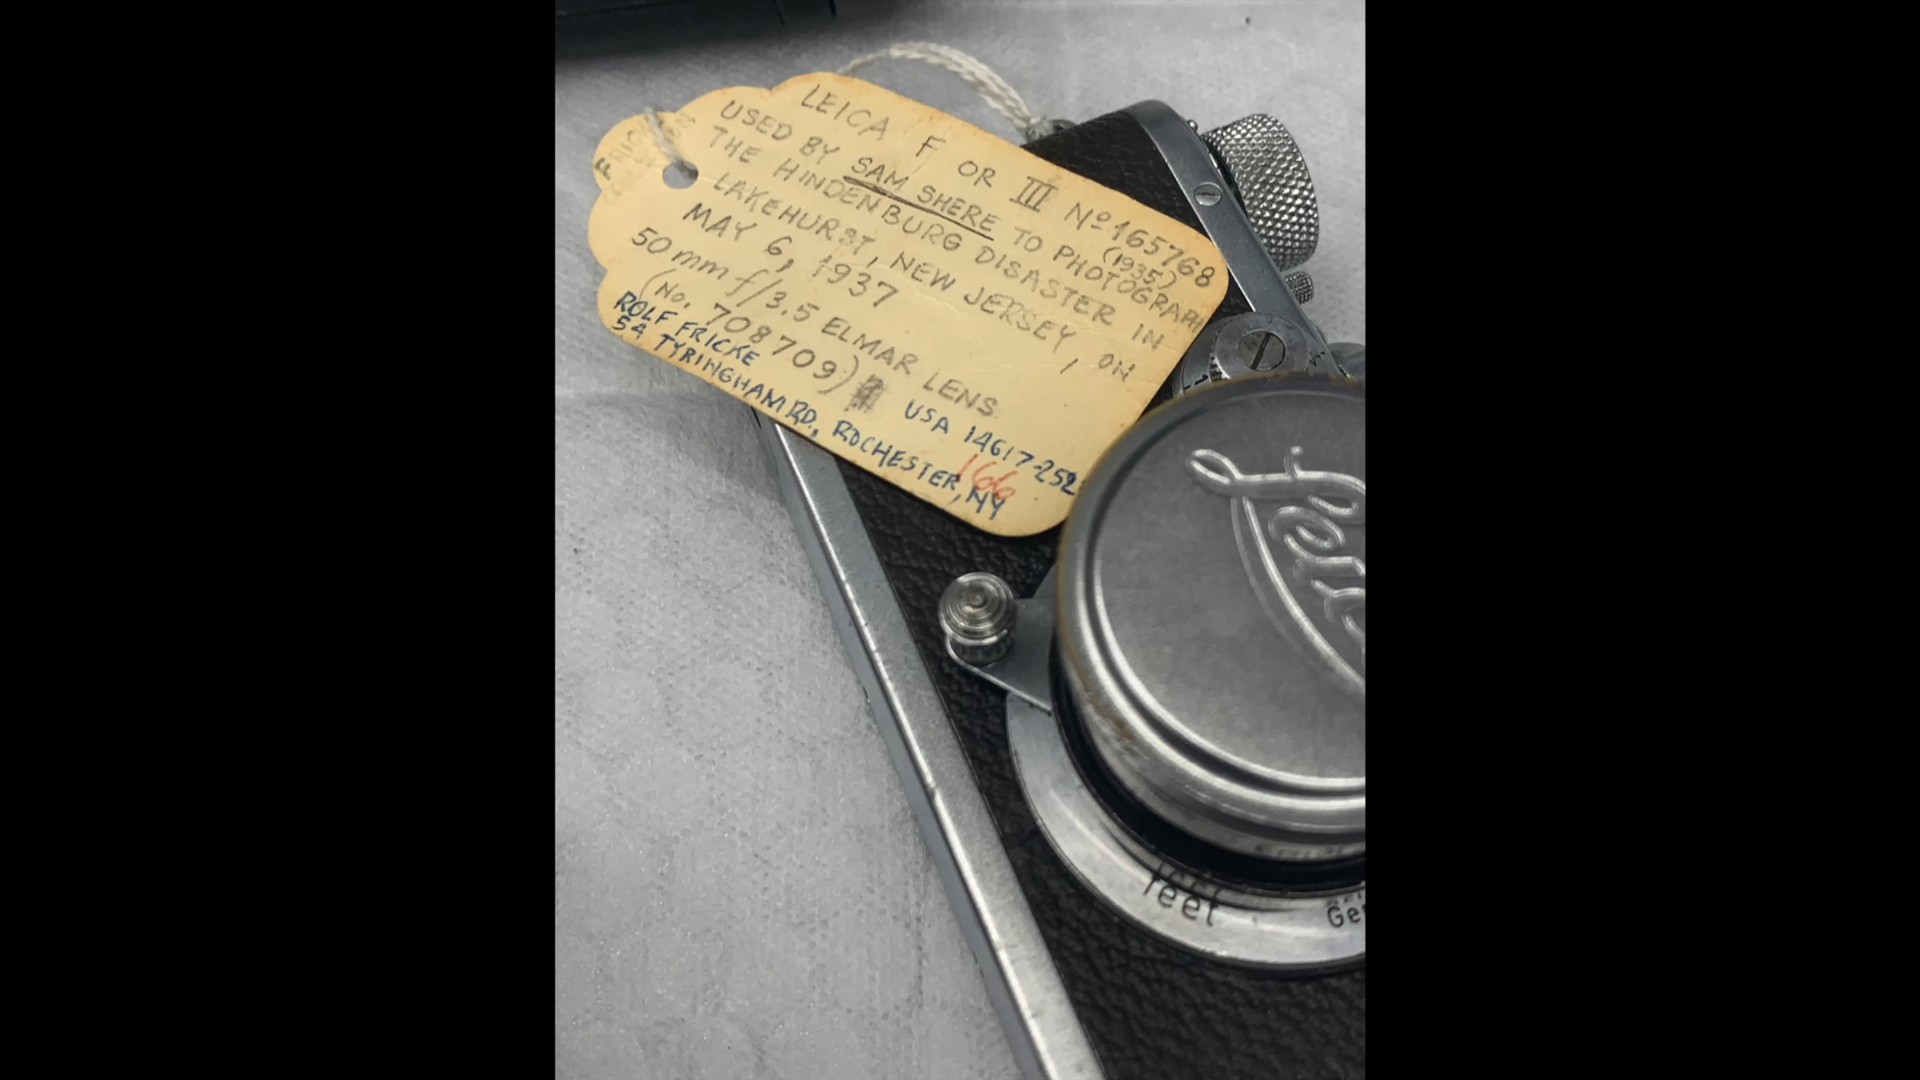 LEICA F OR III Nº 165768
(1935)
USED BY SAM SHERE TO PHOTOGRAPH
THE HINDENBURG DISASTER IN
LAKEHURST, NEW JERSEY, ON
MAY 6, 1937
50mm f/3.5 ELMAR LENS
(No. 708709)
ROLF FRICKE USA 14617-252
54 TYRINGHAM RD., ROCHESTER, NY
166
Leica
feet